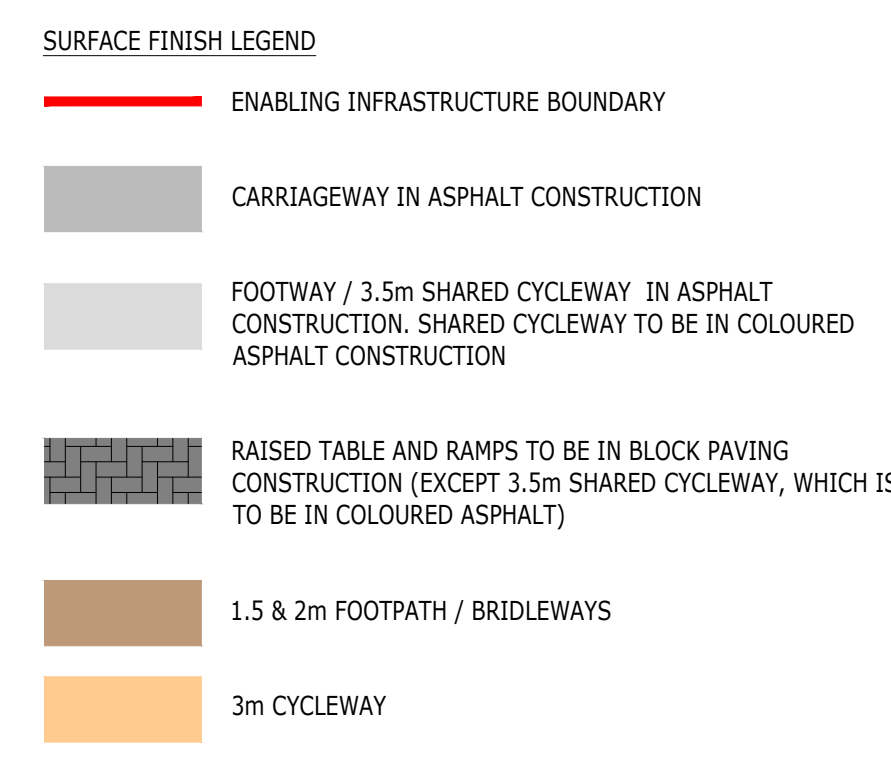 SURFACE FINISH LEGEND
ENABLING INFRASTRUCTURE BOUNDARY
CARRIAGEWAY IN ASPHALT CONSTRUCTION
FOOTWAY / 3.5m SHARED CYCLEWAY IN ASPHALT
CONSTRUCTION. SHARED CYCLEWAY TO BE IN COLOURED
ASPHALT CONSTRUCTION
RAISED TABLE AND RAMPS TO BE IN BLOCK PAVING
CONSTRUCTION (EXCEPT 3.5m SHARED CYCLEWAY, WHICH IS
TO BE IN COLOURED ASPHALT)
1.5 & 2m FOOTPATH / BRIDLEWAYS
3m CYCLEWAY